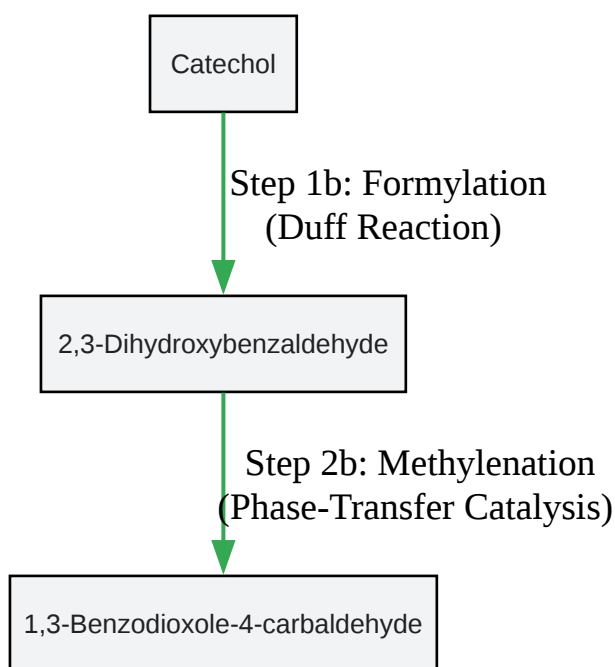 Catechol
Step 1b: Formylation
(Duff Reaction)
2,3-Dihydroxybenzaldehyde
Step 2b: Methylenation
(Phase-Transfer Catalysis)
1,3-Benzodioxole-4-carbaldehyde